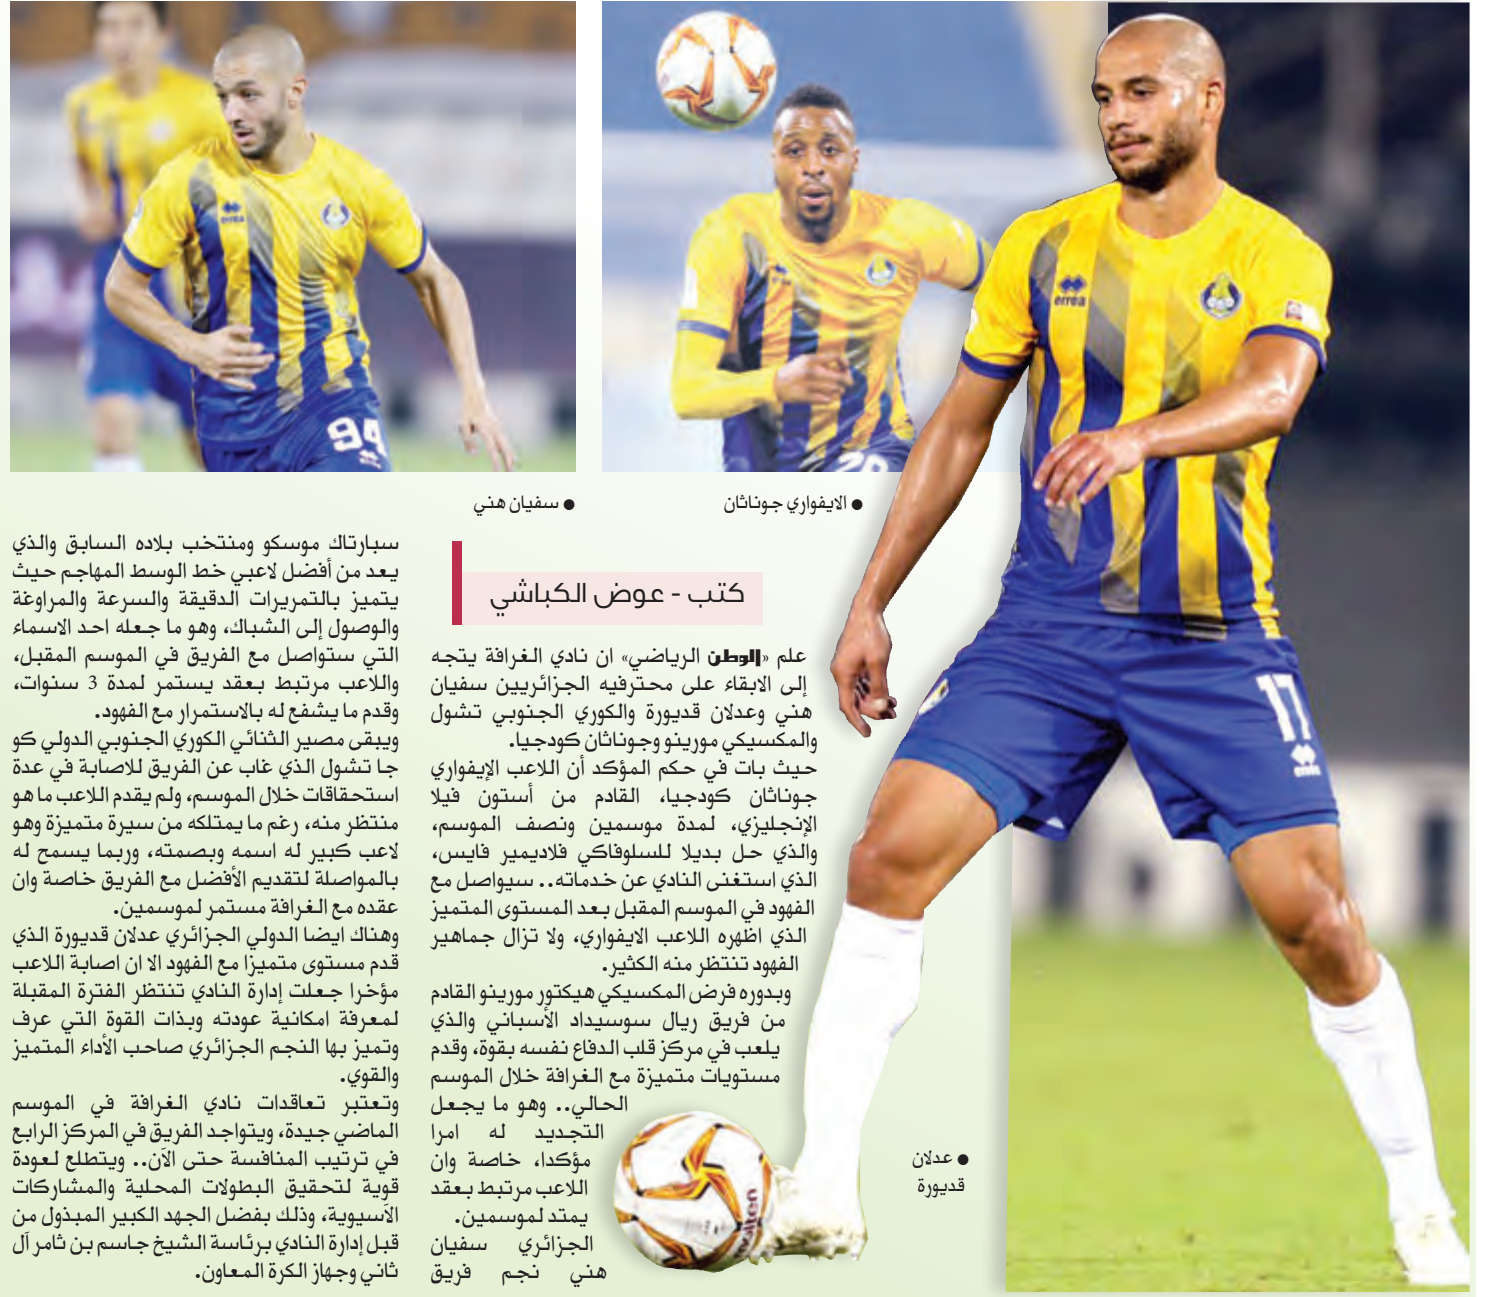 errea
94
20
errea
17
errea
molten
● سفيان هني
● الايفواري جوناثان
● عدلان
قديورة
كتب - عوض الكباشي
علم «الوطن الرياضي» ان نادي الغرافة يتجه
إلى الابقاء على محترفيه الجزائريين سفيان
هني وعدلان قديورة والكوري الجنوبي تشول
والمكسيكي مورينو وجوناثان كودجيا.
حيث بات في حكم المؤكد أن اللاعب الإيفواري
جوناثان كودجيا، القادم من أستون فيلا
الإنجليزي، لمدة موسمين ونصف الموسم،
والذي حل بديلا للسلوفاكي فلاديمير فايس،
الذي استغنى النادي عن خدماته.. سيواصل مع
الفهود في الموسم المقبل بعد المستوى المتميز
الذي اظهره اللاعب الايفواري، ولا تزال جماهير
الفهود تنتظر منه الكثير.
وبدوره فرض المكسيكي هيكتور مورينو القادم
من فريق ريال سوسيداد الأسباني والذي
يلعب في مركز قلب الدفاع نفسه بقوة، وقدم
مستويات متميزة مع الغرافة خلال الموسم
الحالي.. وهو ما يجعل
التجديد له امرا
مؤكدا، خاصة وان
اللاعب مرتبط بعقد
يمتد لموسمين.
الجزائري سفيان
هني نجم فريق
سبارتاك موسكو ومنتخب بلاده السابق والذي
يعد من أفضل لاعبي خط الوسط المهاجم حيث
يتميز بالتمريرات الدقيقة والسرعة والمراوغة
والوصول إلى الشباك، وهو ما جعله احد الاسماء
التي ستواصل مع الفريق في الموسم المقبل،
واللاعب مرتبط بعقد يستمر لمدة 3 سنوات،
وقدم ما يشفع له بالاستمرار مع الفهود.
ويبقى مصير الثنائي الكوري الجنوبي الدولي كو
جا تشول الذي غاب عن الفريق للاصابة في عدة
استحقاقات خلال الموسم، ولم يقدم اللاعب ما هو
منتظر منه، رغم ما يمتلكه من سيرة متميزة وهو
لاعب كبير له اسمه وبصمته، وربما يسمح له
بالمواصلة لتقديم الأفضل مع الفريق خاصة وان
عقده مع الغرافة مستمر لموسمين.
وهناك ايضا الدولي الجزائري عدلان قديورة الذي
قدم مستوى متميزا مع الفهود الا ان اصابة اللاعب
مؤخرا جعلت إدارة النادي تنتظر الفترة المقبلة
لمعرفة امكانية عودته وبذات القوة التي عرف
وتميز بها النجم الجزائري صاحب الأداء المتميز
والقوي.
وتعتبر تعاقدات نادي الغرافة في الموسم
الماضي جيدة، ويتواجد الفريق في المركز الرابع
في ترتيب المنافسة حتى الآن.. ويتطلع لعودة
قوية لتحقيق البطولات المحلية والمشاركات
الآسيوية، وذلك بفضل الجهد الكبير المبذول من
قبل إدارة النادي برئاسة الشيخ جاسم بن ثامر آل
ثاني وجهاز الكرة المعاون.